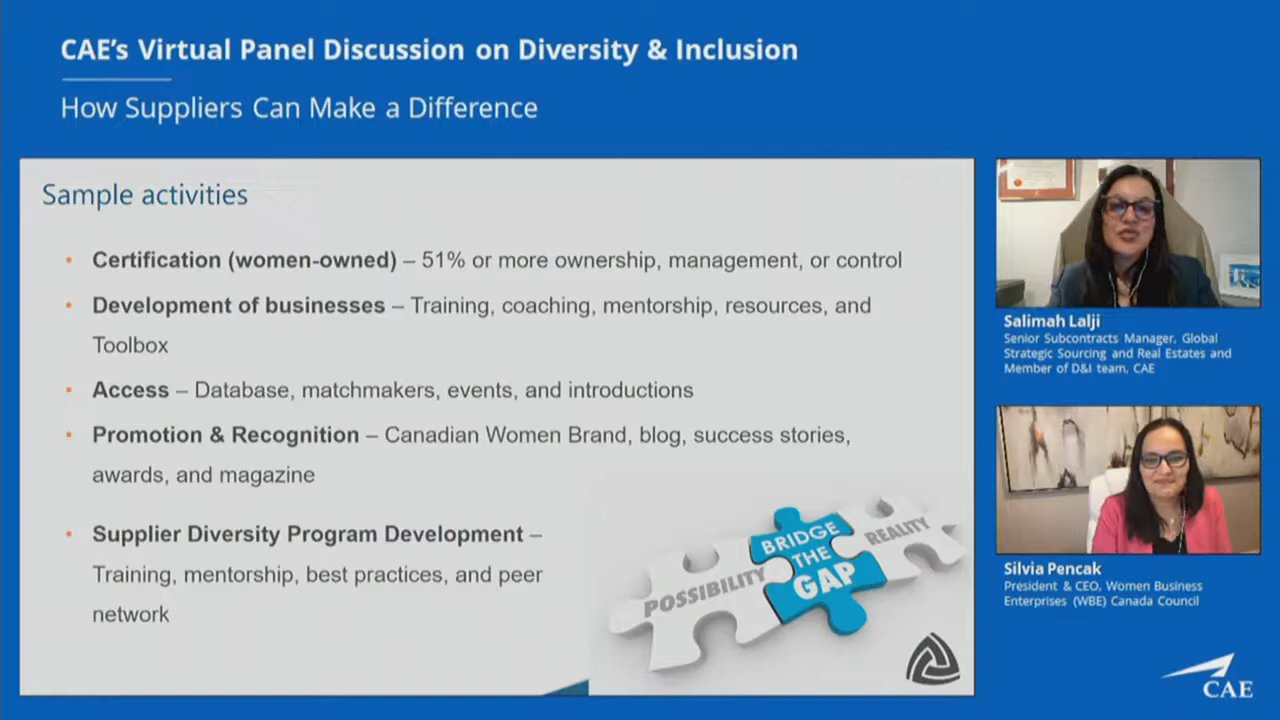 CAE’s Virtual Panel Discussion on Diversity & Inclusion
How Suppliers Can Make a Difference
Sample activities
• Certification (women-owned) – 51% or more ownership, management, or control
• Development of businesses – Training, coaching, mentorship, resources, and
Toolbox
• Access – Database, matchmakers, events, and introductions
• Promotion & Recognition – Canadian Women Brand, blog, success stories,
awards, and magazine
• Supplier Diversity Program Development –
Training, mentorship, best practices, and peer
network
POSSIBILITY
BRIDGE
THE
GAP
REALITY
Salimah Lalji
Senior Subcontracts Manager, Global
Strategic Sourcing and Real Estates and
Member of D&I team, CAE
Silvia Pencak
President & CEO, Women Business
Enterprises (WBE) Canada Council
CAE